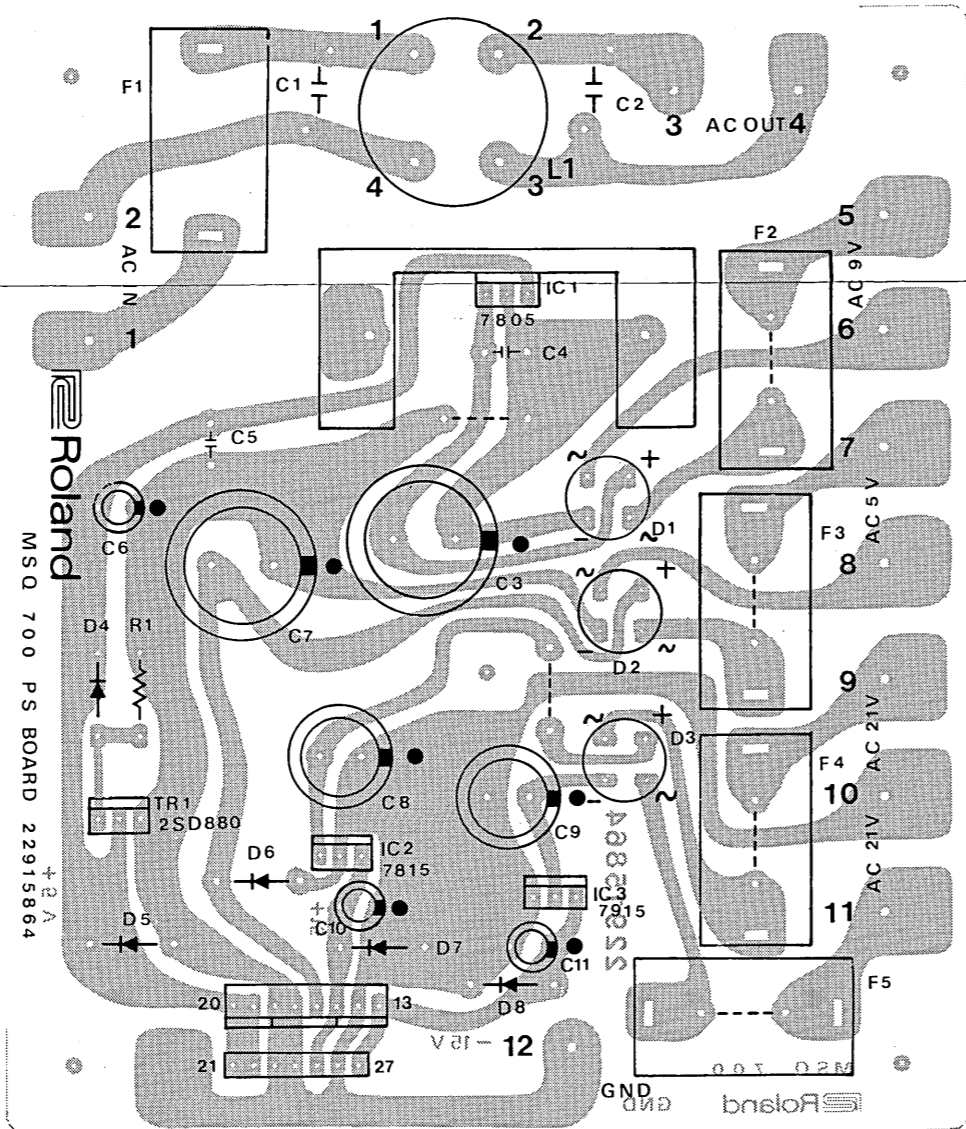 1
2
F1
C1
C2
3
AC OUT
4
4
3
L1
2
AC IN
1
5
F2
AC 9V
6
IC1
7805
C4
C5
7
Roland
MSQ 700 PS BOARD 22915864
C6
C7
C3
D1
F3
AC 5V
8
D4
R1
D2
9
AC 21V
D3
F4
10
TR1
2SD880
C8
C9
AC 21V
D6
IC2
7815
+5V
22915864
IC3
7915
11
D5
C10
D7
C11
D8
F5
20
13
-15V
12
21
27
GND
GND
MSQ 700
Roland